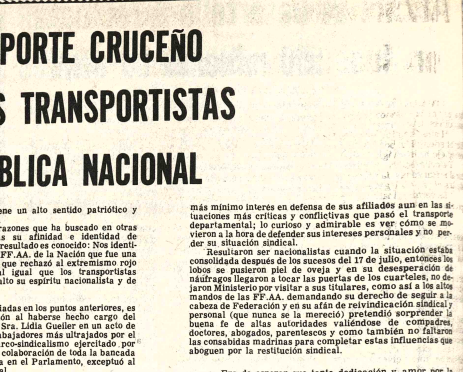 PORTE CRUCEÑO
S TRANSPORTISTAS
BLICA NACIONAL
ene un alto sentido patriótico y
razones que ha buscado en otras
s su afinidad e identidad de
resultado es conocido: Nos identi-
FF.AA. de la Nación que fue una
que rechazó al extremismo rojo
al igual que los transportistas
alto su espíritu nacionalista y de
iadas en los puntos anteriores, es
ón al haberse hecho cargo del
Sra. Lidia Gueiler en un acto de
abajadores más ultrajados por el
rco-sindicalismo ejercitado por
colaboración de toda la bancada
a en el Parlamento, exceptuó al
al
más mínimo interés en defensa de sus afiliados aun en las si-
tuaciones más críticas y conflictivas que pasó el transporte
departamental; lo curioso y admirable es ver cómo se mo-
vieron a la hora de defender sus intereses personales y no per-
der su situación sindical.
Resultaron ser nacionalistas cuando la situación estaba
consolidada después de los sucesos del 17 de julio, entonces los
lobos se pusieron piel de oveja y en su desesperación de
náufragos llegaron a tocar las puertas de los cuarteles, no de-
jaron Ministerio por visitar a sus titulares, como así a los altos
mandos de las FF.AA. demandando su derecho de seguir a la
cabeza de Federación y en su afán de reivindicación sindical y
personal (que nunca se la mereció) pretendió sorprender la
buena fe de altas autoridades valiéndose de compadres,
doctores, abogados, parentescos y como también no faltaron
las consabidas madrinas para completar estas influencias que
aboguen por la restitución sindical.